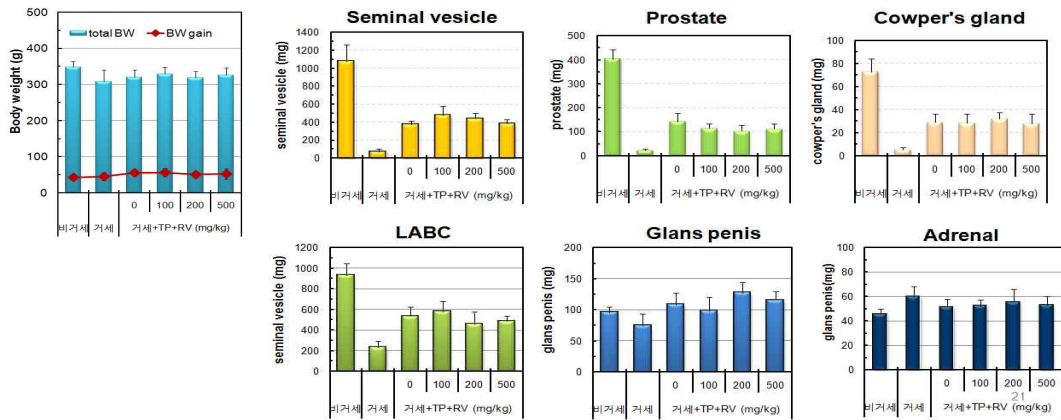 total BW
BW gain
Body weight (g)
500
400
300
200
100
0
0
100
200
500
비거세
거세
거세+TP+RV (mg/kg)
Seminal vesicle
seminal vesicle (mg)
1400
1200
1000
800
600
400
200
0
0
100
200
500
비거세
거세
거세+TP+RV (mg/kg)
Prostate
prostate (mg)
500
400
300
200
100
0
0
100
200
500
비거세
거세
거세+TP+RV (mg/kg)
Cowper's gland
cowper's gland (mg)
100
80
60
40
20
0
0
100
200
500
비거세
거세
거세+TP+RV (mg/kg)
LABC
seminal vesicle (mg)
1200
1000
800
600
400
200
0
0
100
200
500
비거세
거세
거세+TP+RV (mg/kg)
Glans penis
glans penis (mg)
200
150
100
50
0
0
100
200
500
비거세
거세
거세+TP+RV (mg/kg)
Adrenal
glans penis(mg)
100
80
60
40
20
0
0
100
200
500
비거세
거세
거세+TP+RV (mg/kg)
21